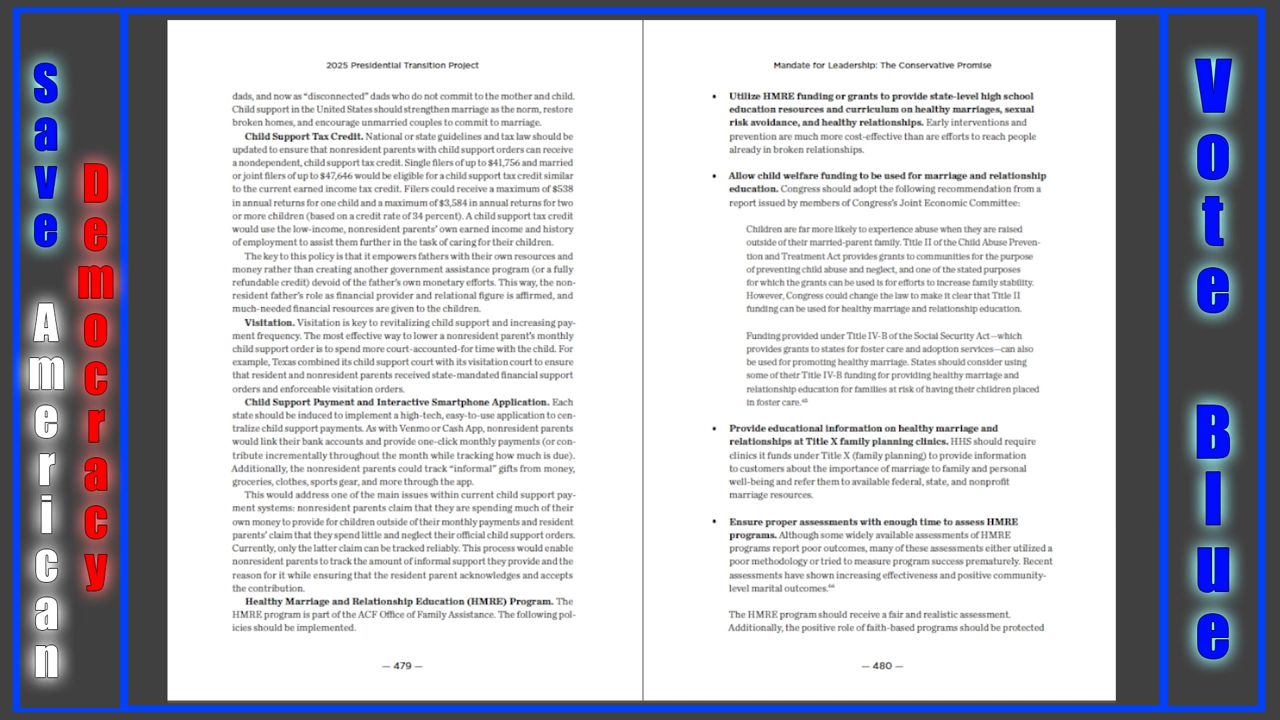 Save
American
Democracy
2025 Presidential Transition Project
dads, and now as “disconnected” dads who do not commit to the mother and child.
Child support in the United States should strengthen marriage as the norm, restore
broken homes, and encourage unmarried couples to commit to marriage.
Child Support Tax Credit. National or state guidelines and tax law should be
updated to ensure that nonresident parents with child support orders can receive
a nondependent, child support tax credit. Single filers of up to $41,756 and married
or joint filers of up to $47,646 would be eligible for a child support tax credit similar
to the current earned income tax credit. Filers could receive a maximum of $538
in annual returns for one child and a maximum of $3,584 in annual returns for two
or more children (based on a credit rate of 34 percent). A child support tax credit
would use the low-income, nonresident parents’ own earned income and history
of employment to assist them further in the task of caring for their children.
The key to this policy is that it empowers fathers with their own resources and
money rather than creating another government assistance program (or a fully
refundable credit) devoid of the father’s own monetary efforts. This way, the non-
resident father’s role as financial provider and relational figure is affirmed, and
much-needed financial resources are given to the children.
Visitation. Visitation is key to revitalizing child support and increasing pay-
ment frequency. The most effective way to lower a nonresident parent’s monthly
child support order is to spend more court-accounted-for time with the child. For
example, Texas combined its child support court with its visitation court to ensure
that resident and nonresident parents received state-mandated financial support
orders and enforceable visitation orders.
Child Support Payment and Interactive Smartphone Application. Each
state should be induced to implement a high-tech, easy-to-use application to cen-
tralize child support payments. As with Venmo or Cash App, nonresident parents
would link their bank accounts and provide one-click monthly payments (or con-
tribute incrementally throughout the month while tracking how much is due).
Additionally, the nonresident parents could track “informal” gifts from money,
groceries, clothes, sports gear, and more through the app.
This would address one of the main issues within current child support pay-
ment systems: nonresident parents claim that they are spending much of their
own money to provide for children outside of their monthly payments and resident
parents’ claim that they spend little and neglect their official child support orders.
Currently, only the latter claim can be tracked reliably. This process would enable
nonresident parents to track the amount of informal support they provide and the
reason for it while ensuring that the resident parent acknowledges and accepts
the contribution.
Healthy Marriage and Relationship Education (HMRE) Program. The
HMRE program is part of the ACF Office of Family Assistance. The following pol-
icies should be implemented.
— 479 —
Mandate for Leadership: The Conservative Promise
• Utilize HMRE funding or grants to provide state-level high school
education resources and curriculum on healthy marriages, sexual
risk avoidance, and healthy relationships. Early interventions and
prevention are much more cost-effective than are efforts to reach people
already in broken relationships.
• Allow child welfare funding to be used for marriage and relationship
education. Congress should adopt the following recommendation from a
report issued by members of Congress’s Joint Economic Committee:
Children are far more likely to experience abuse when they are raised
outside of their married-parent family. Title II of the Child Abuse Preven-
tion and Treatment Act provides grants to communities for the purpose
of preventing child abuse and neglect, and one of the stated purposes
for which the grants can be used is for efforts to increase family stability.
However, Congress could change the law to make it clear that Title II
funding can be used for healthy marriage and relationship education.
Funding provided under Title IV-B of the Social Security Act—which
provides grants to states for foster care and adoption services—can also
be used for promoting healthy marriage. States should consider using
some of their Title IV-B funding for providing healthy marriage and
relationship education for families at risk of having their children placed
in foster care.
• Provide educational information on healthy marriage and
relationships at Title X family planning clinics. HHS should require
clinics it funds under Title X (family planning) to provide information
to customers about the importance of marriage to family and personal
well-being and refer them to available federal, state, and nonprofit
marriage resources.
• Ensure proper assessments with enough time to assess HMRE
programs. Although some widely available assessments of HMRE
programs report poor outcomes, many of these assessments either utilized a
poor methodology or tried to measure program success prematurely. Recent
assessments have shown increasing effectiveness and positive community-
level marital outcomes.
The HMRE program should receive a fair and realistic assessment.
Additionally, the positive role of faith-based programs should be protected
— 480 —
Vote
Blue